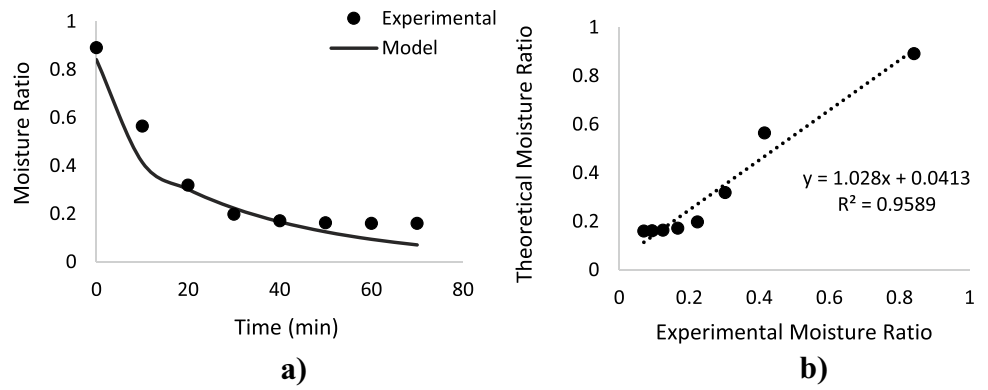 Experimental
Model
Moisture Ratio
1
0.8
0.6
0.4
0.2
0
0
20
40
60
80
Time (min)
a)
Theoretical Moisture Ratio
1
0.8
0.6
0.4
0.2
0
y = 1.028x + 0.0413
R² = 0.9589
0
0.2
0.4
0.6
0.8
1
Experimental Moisture Ratio
b)